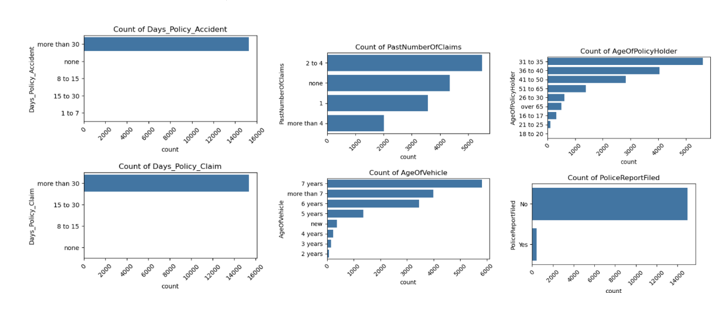 Count of Days_Policy_Accident
Days_Policy_Accident
more than 30
none
8 to 15
15 to 30
1 to 7
0
2000
4000
6000
8000
10000
12000
14000
16000
count
Count of PastNumberOfClaims
PastNumberOfClaims
2 to 4
none
1
more than 4
0
1000
2000
3000
4000
5000
count
Count of AgeOfPolicyHolder
AgeOfPolicyHolder
31 to 35
36 to 40
41 to 50
51 to 65
26 to 30
over 65
16 to 17
21 to 25
18 to 20
0
1000
2000
3000
4000
5000
count
Count of Days_Policy_Claim
Days_Policy_Claim
more than 30
15 to 30
8 to 15
none
0
2000
4000
6000
8000
10000
12000
14000
16000
count
Count of AgeOfVehicle
AgeOfVehicle
7 years
more than 7
6 years
5 years
new
4 years
3 years
2 years
0
1000
2000
3000
4000
5000
6000
count
Count of PoliceReportFiled
PoliceReportFiled
No
Yes
0
2000
4000
6000
8000
10000
12000
14000
count